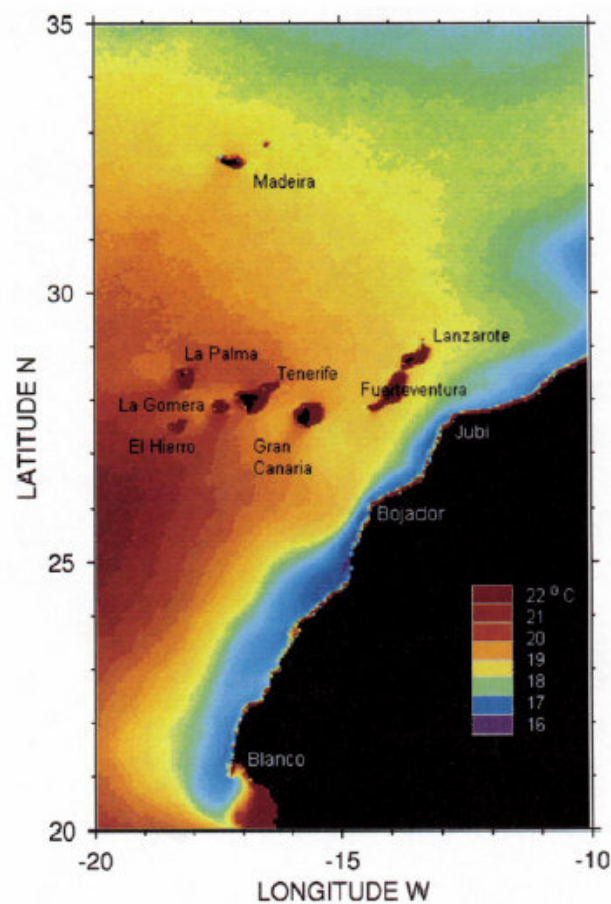 35
30
25
20
-20
-15
-10
LATITUDE N
LONGITUDE W
Madeira
Lanzarote
La Palma
Tenerife
Fuerteventura
La Gomera
El Hierro
Gran
Canaria
Jubi
Bojador
Blanco
22 ° C
21
20
19
18
17
16